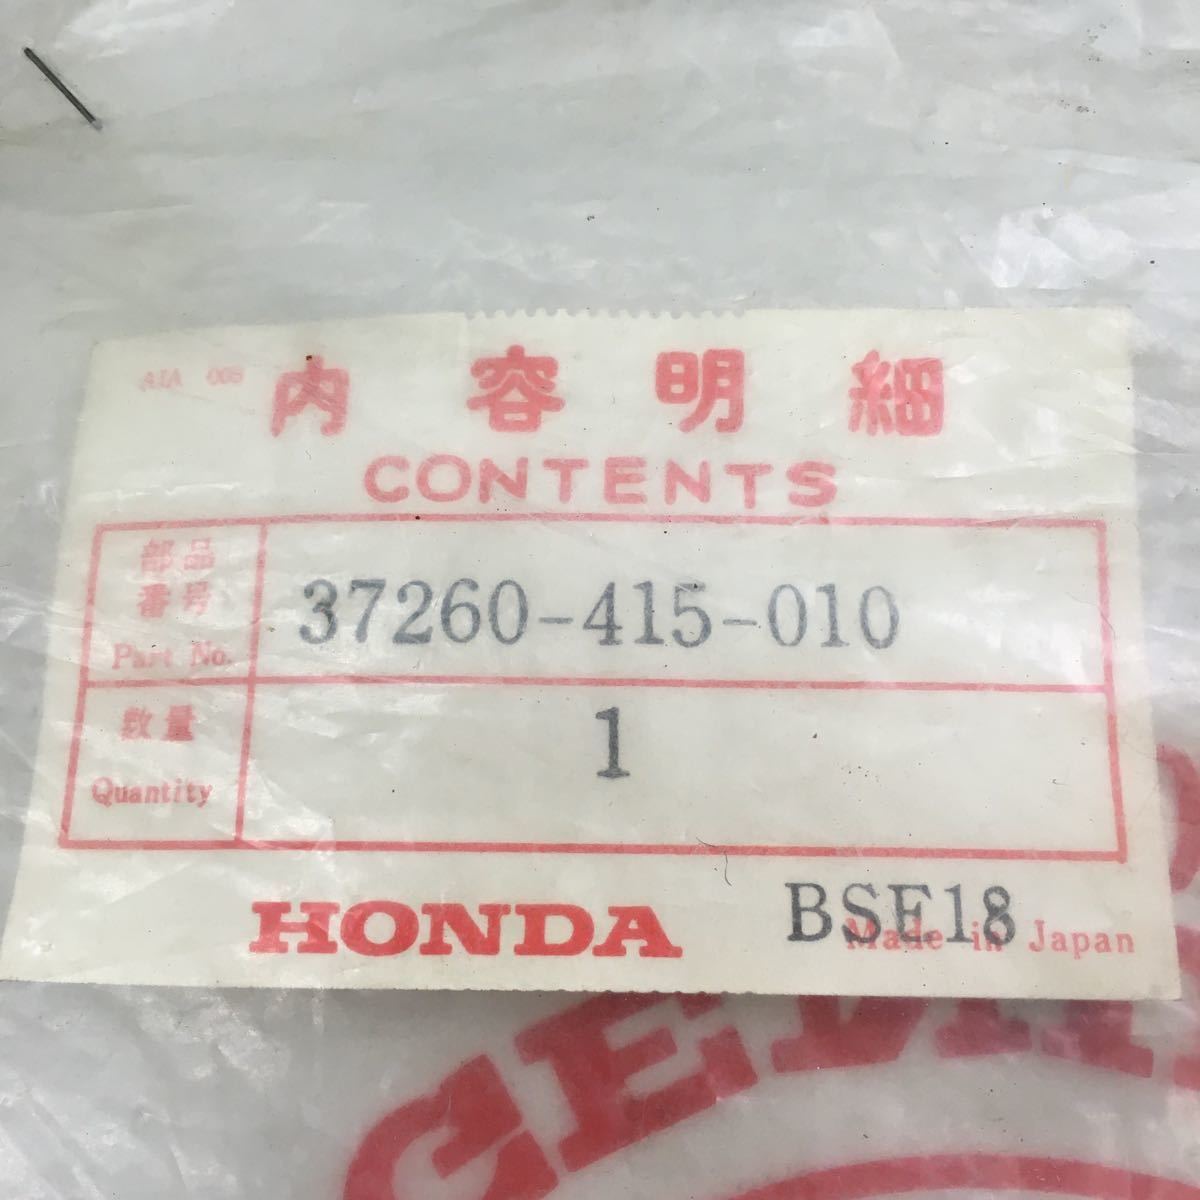 AIA 003
内容明細
CONTENTS
部品
番号
Part No.
37260-415-010
数量
Quantity
1
HONDA
BSE18
Made in Japan